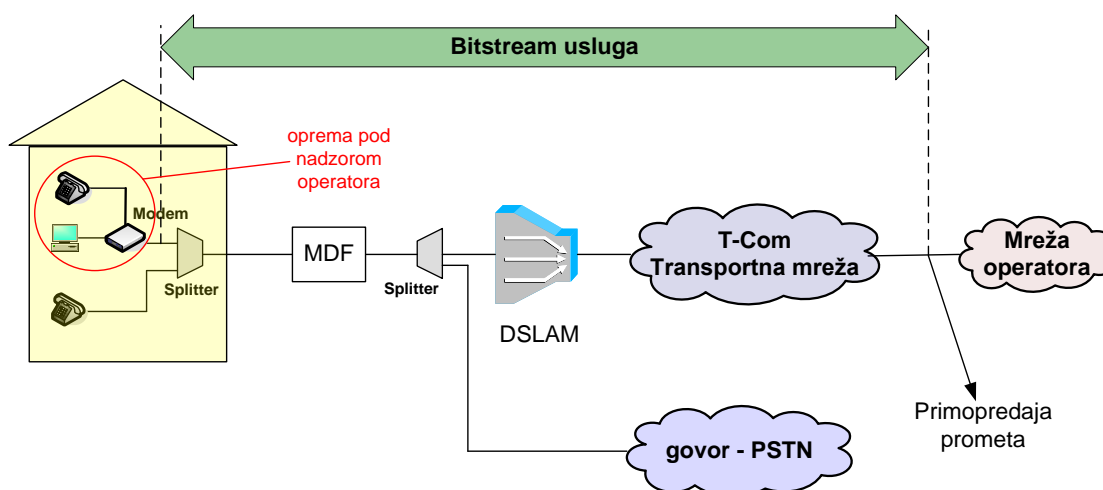 Bitstream usluga
oprema pod
nadzorom
operatora
Modem
Splitter
MDF
Splitter
DSLAM
T-Com
Transportna mreža
Mreža
operatora
Primopredaja
prometa
govor - PSTN